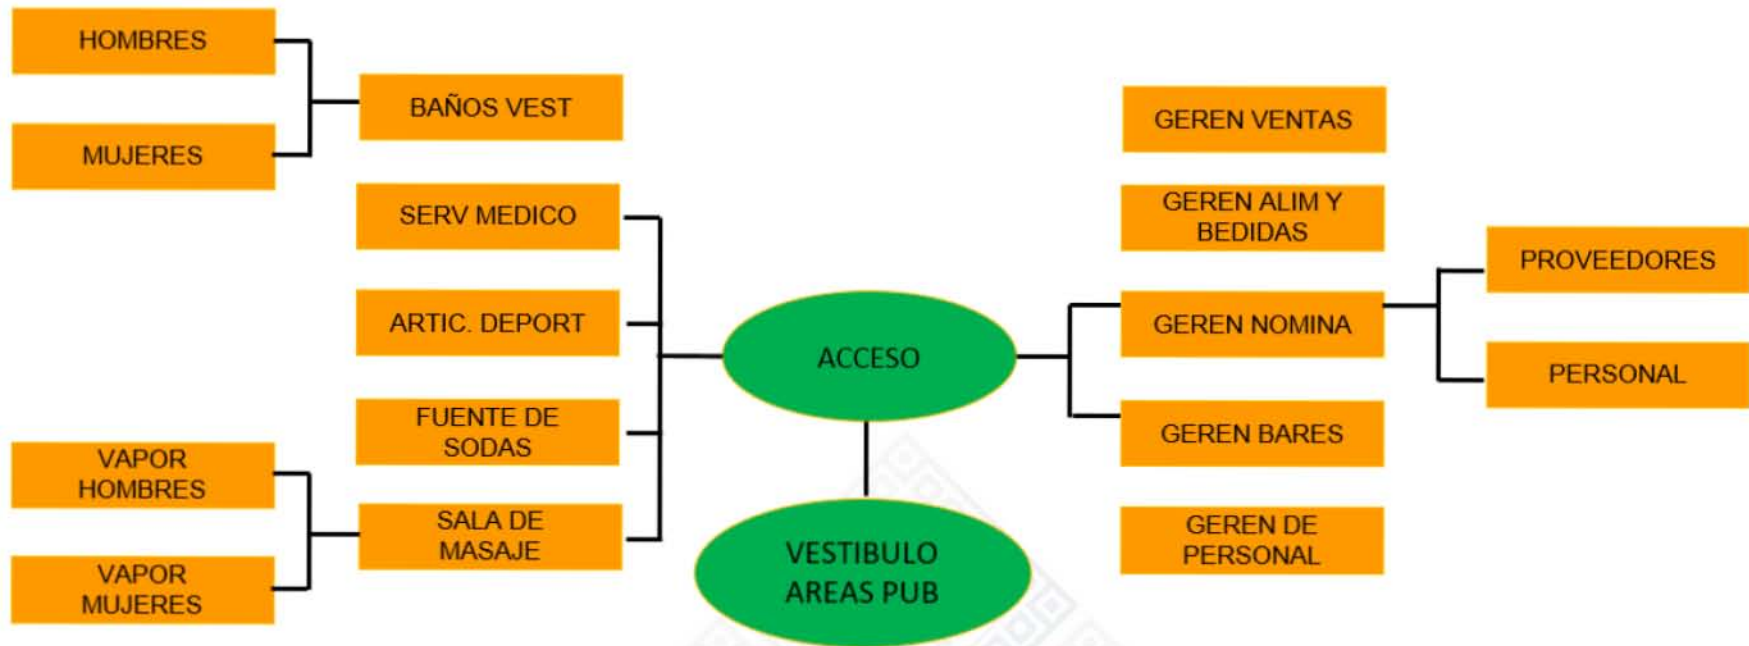 HOMBRES
MUJERES
BAÑOS VEST
SERV MEDICO
ARTIC. DEPORT
FUENTE DE
SODAS
SALA DE
MASAJE
VAPOR
HOMBRES
VAPOR
MUJERES
ACCESO
VESTIBULO
AREAS PUB
GEREN VENTAS
GEREN ALIM Y
BEDIDAS
GEREN NOMINA
GEREN BARES
GEREN DE
PERSONAL
PROVEEDORES
PERSONAL